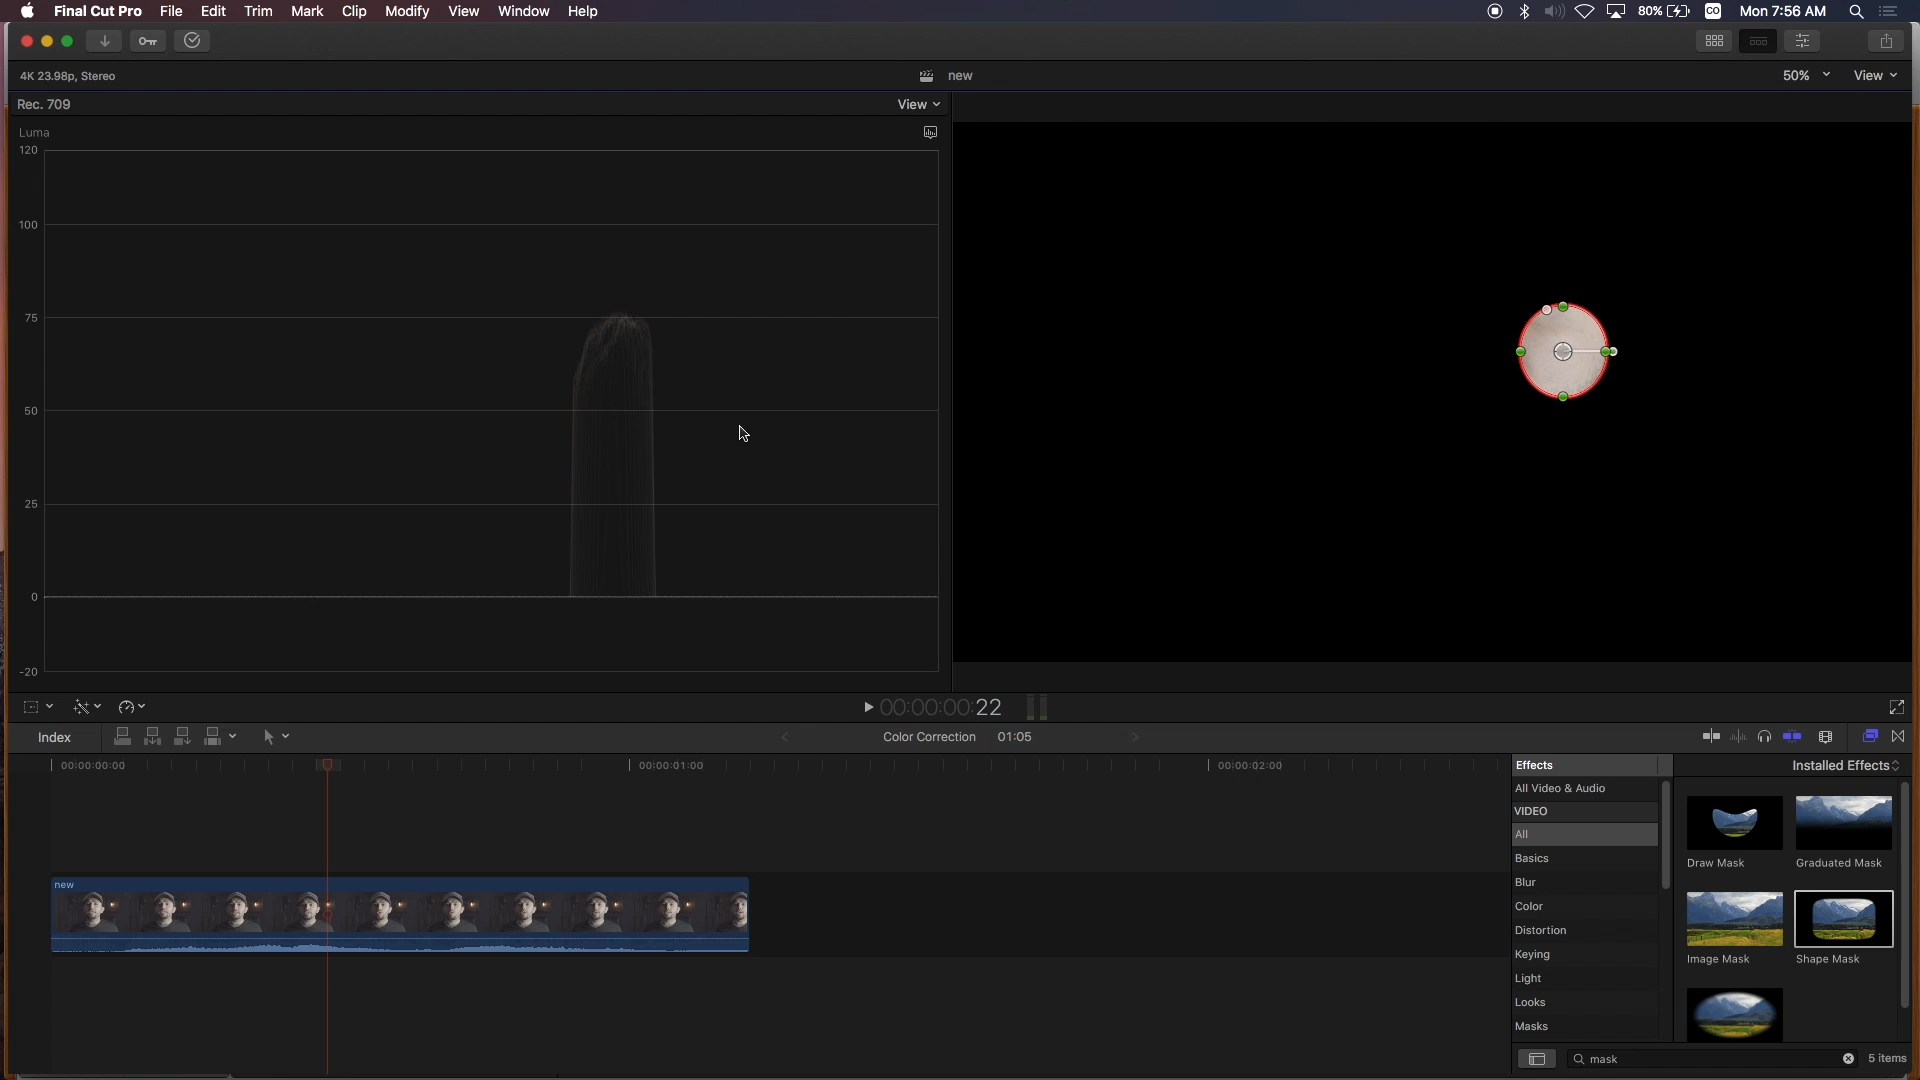 Final Cut Pro File Edit Trim Mark Clip Modify View Window Help 80% CO Mon 7:56 AM
4K 23.98p, Stereo new 50% View
Rec. 709 View
Luma
120
100
75
50
25
0
-20
00:00:00:22
Index Color Correction 01:05
00:00:00:00 00:00:01:00 00:00:02:00
new
Effects Installed Effects
All Video & Audio
VIDEO
All
Basics
Blur
Color
Distortion
Keying
Light
Looks
Masks
Draw Mask Graduated Mask
Image Mask Shape Mask
mask 5 items